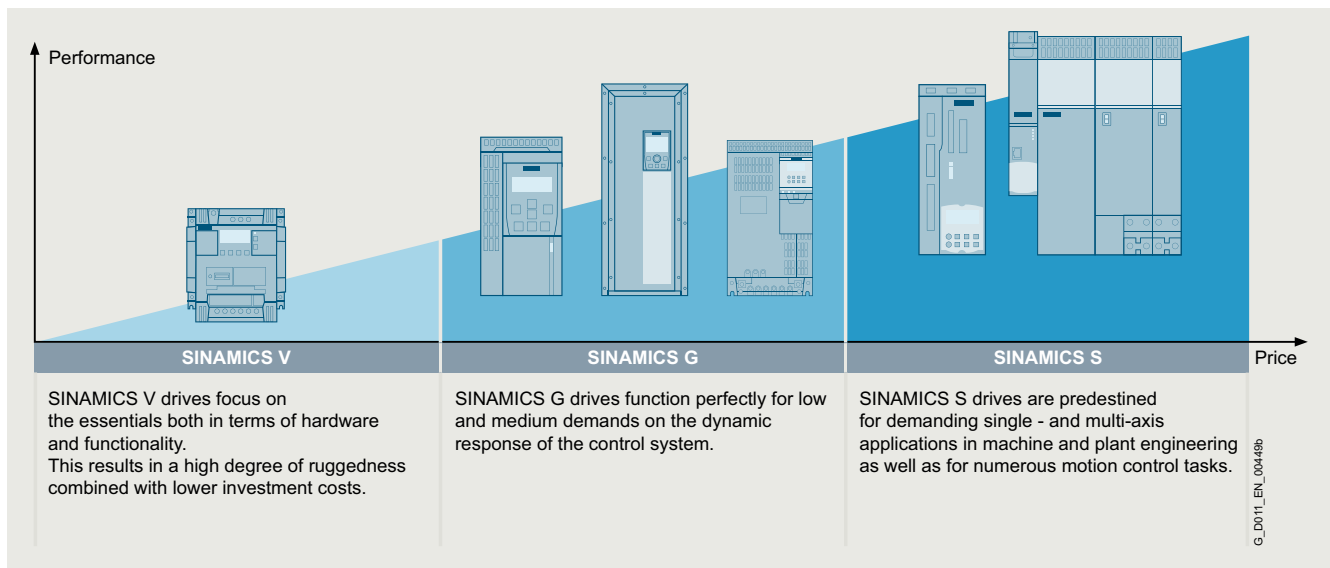 Performance
SINAMICS V
SINAMICS G
SINAMICS S
Price
SINAMICS V drives focus on
the essentials both in terms of hardware
and functionality.
This results in a high degree of ruggedness
combined with lower investment costs.
SINAMICS G drives function perfectly for low
and medium demands on the dynamic
response of the control system.
SINAMICS S drives are predestined
for demanding single - and multi-axis
applications in machine and plant engineering
as well as for numerous motion control tasks.
G_D011_EN_00449b